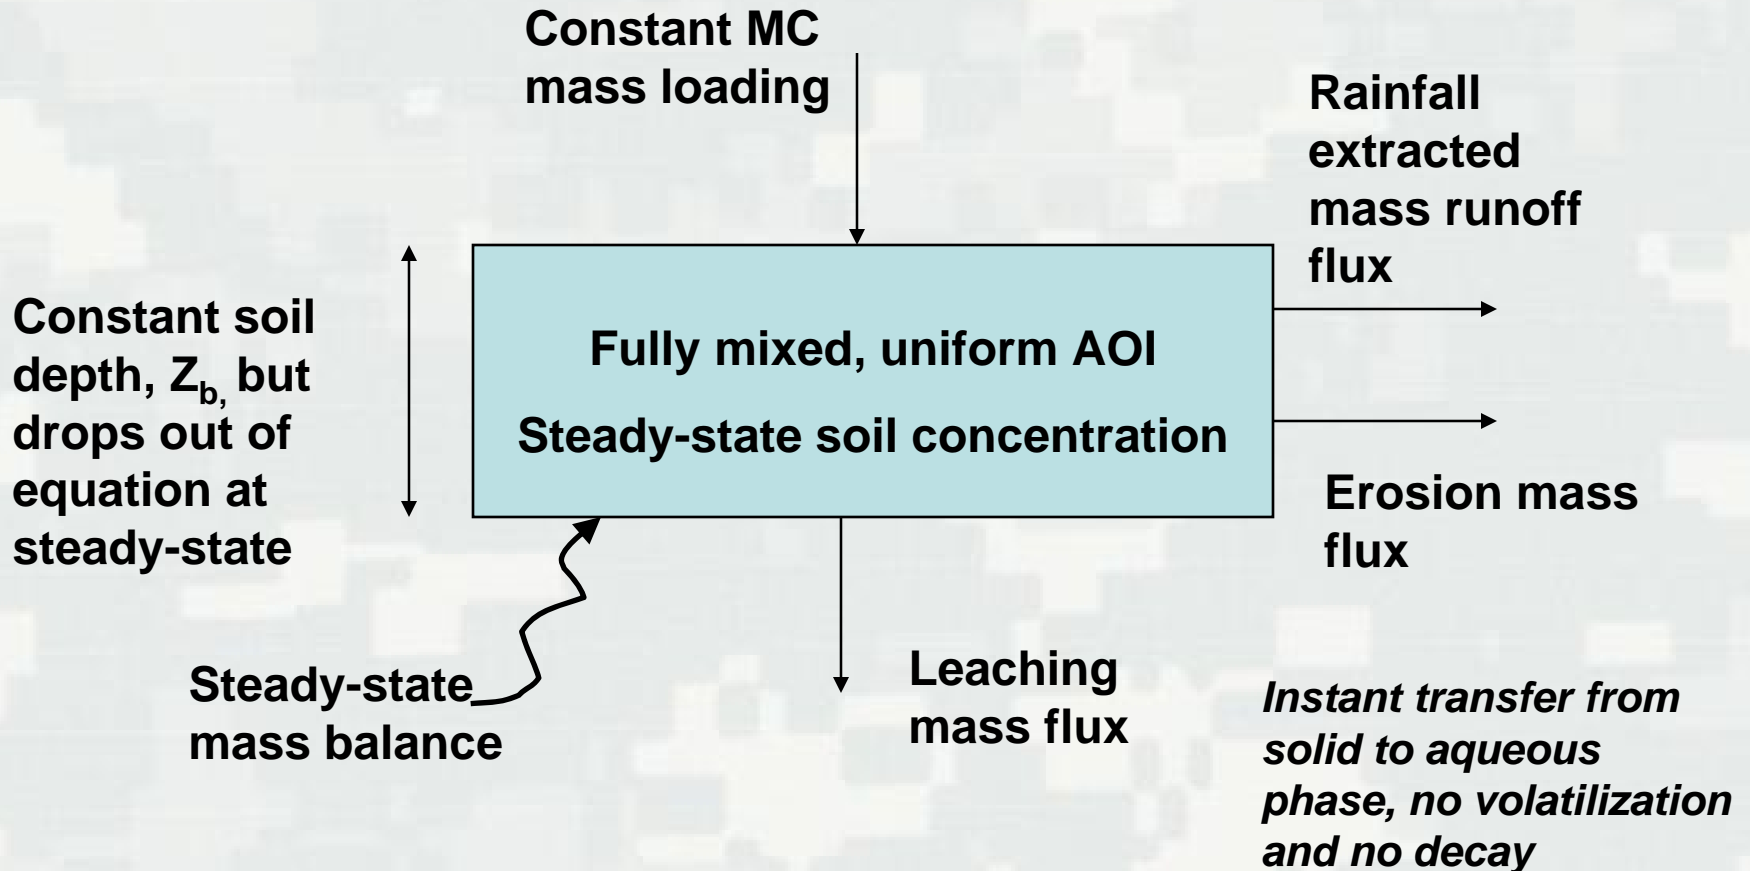 Constant MC
mass loading
Rainfall
extracted
mass runoff
flux
Constant soil
depth, Z_b, but
drops out of
equation at
steady-state
Fully mixed, uniform AOI
Steady-state soil concentration
Erosion mass
flux
Steady-state
mass balance
Leaching
mass flux
Instant transfer from
solid to aqueous
phase, no volatilization
and no decay